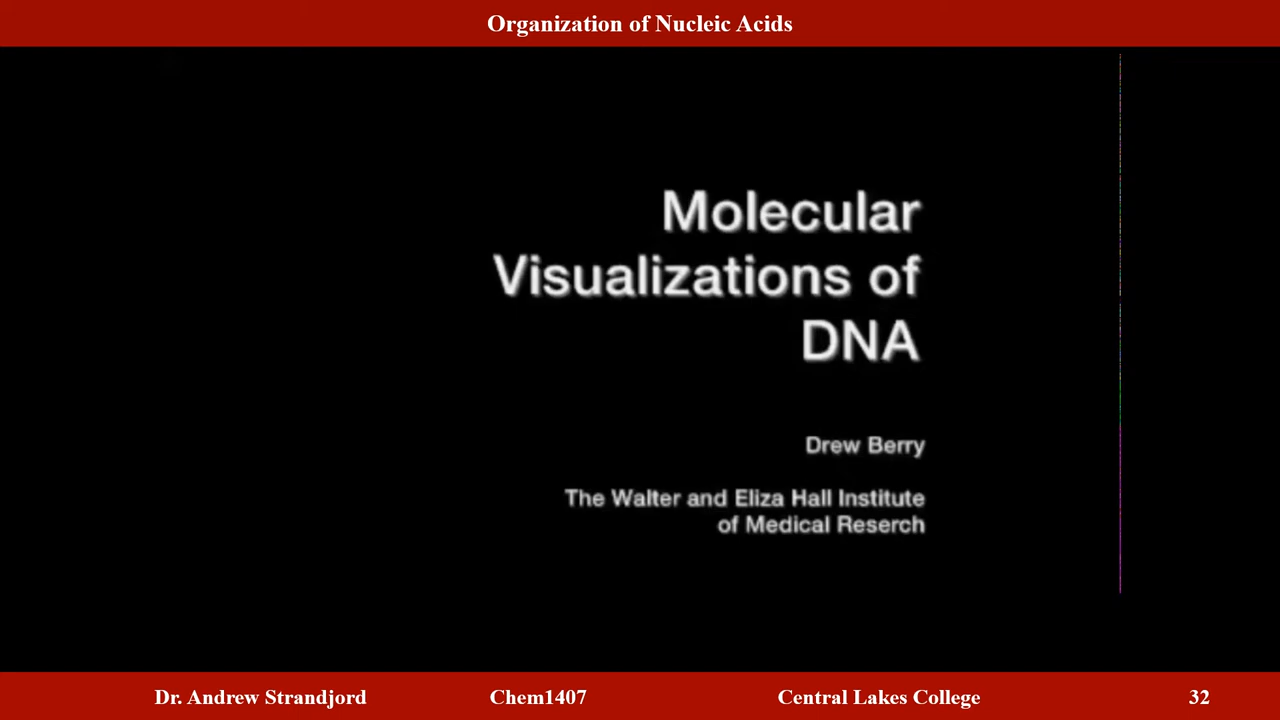 Organization of Nucleic Acids
Molecular
Visualizations of
DNA
Drew Berry
The Walter and Eliza Hall Institute
of Medical Reserch
Dr. Andrew Strandjord Chem1407 Central Lakes College 32